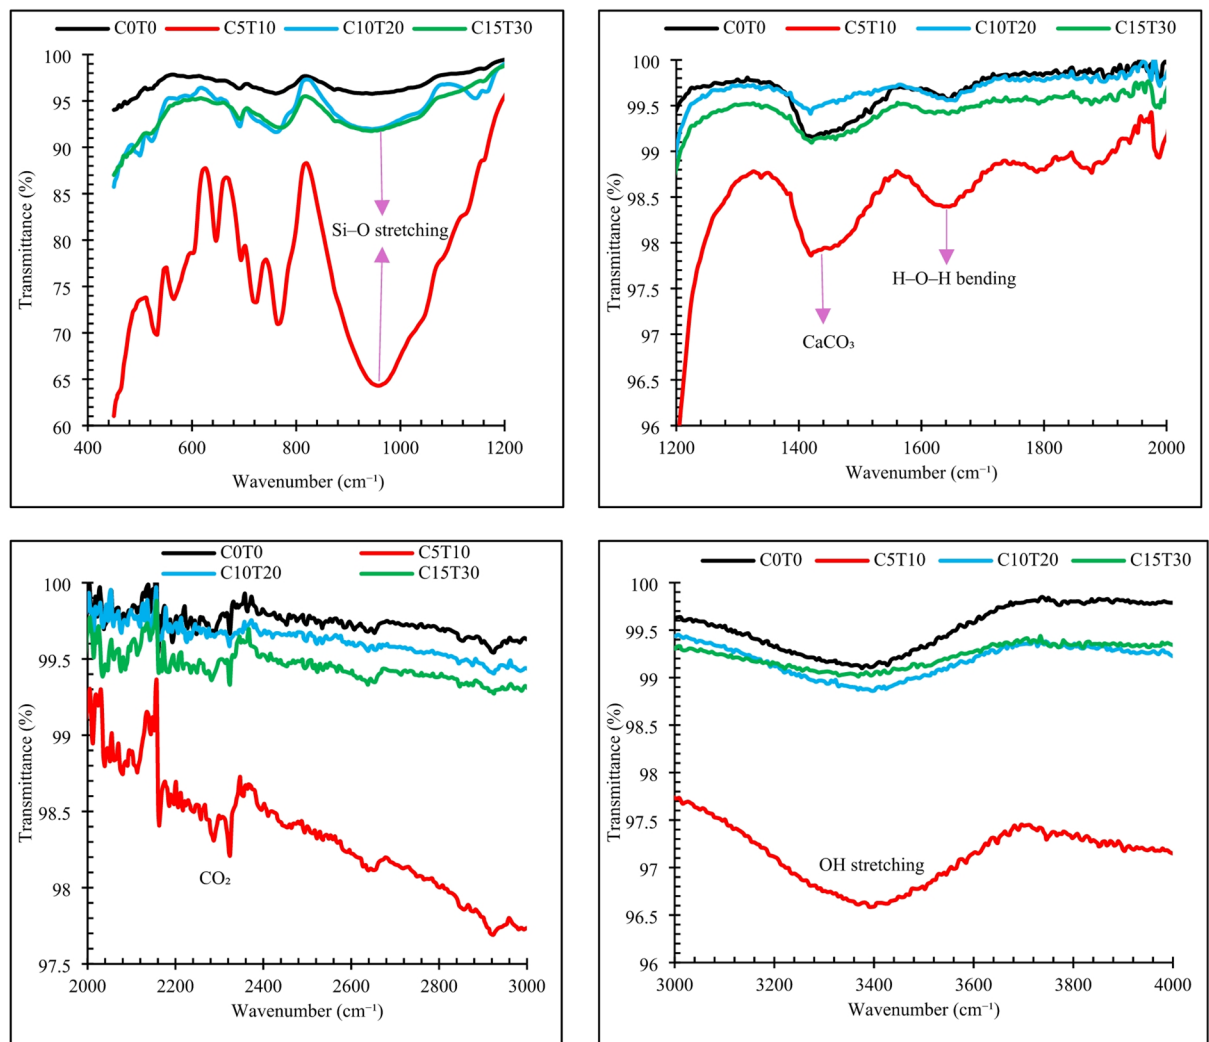 C0T0 C5T10 C10T20 C15T30
100
95
90
85
80
75
70
65
60
Transmittance (%)
Si–O stretching
400 600 800 1000 1200
Wavenumber (cm⁻¹)
C0T0 C5T10 C10T20 C15T30
100
99.5
99
98.5
98
97.5
97
96.5
96
Transmittance (%)
H–O–H bending
CaCO₃
1200 1400 1600 1800 2000
Wavenumber (cm⁻¹)
C0T0 C5T10
C10T20 C15T30
100
99.5
99
98.5
98
97.5
Transmittance (%)
CO₂
2000 2200 2400 2600 2800 3000
Wavenumber (cm⁻¹)
C0T0 C5T10 C10T20 C15T30
100
99.5
99
98.5
98
97.5
97
96.5
96
Transmittance (%)
OH stretching
3000 3200 3400 3600 3800 4000
Wavenumber (cm⁻¹)